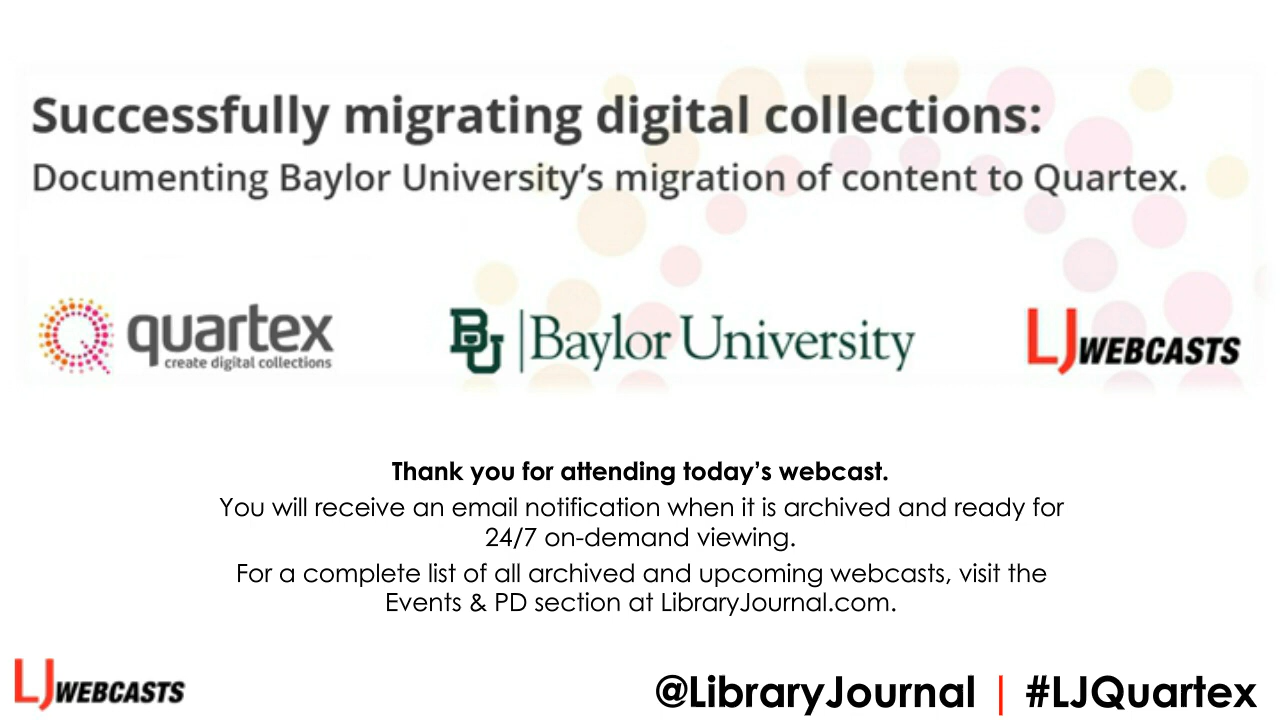 Successfully migrating digital collections:
Documenting Baylor University's migration of content to Quartex.
quartex
create digital collections
BU | Baylor University
LJ WEBCASTS
Thank you for attending today's webcast.
You will receive an email notification when it is archived and ready for
24/7 on-demand viewing.
For a complete list of all archived and upcoming webcasts, visit the
Events & PD section at LibraryJournal.com.
LJ WEBCASTS
@LibraryJournal | #LJQuartex